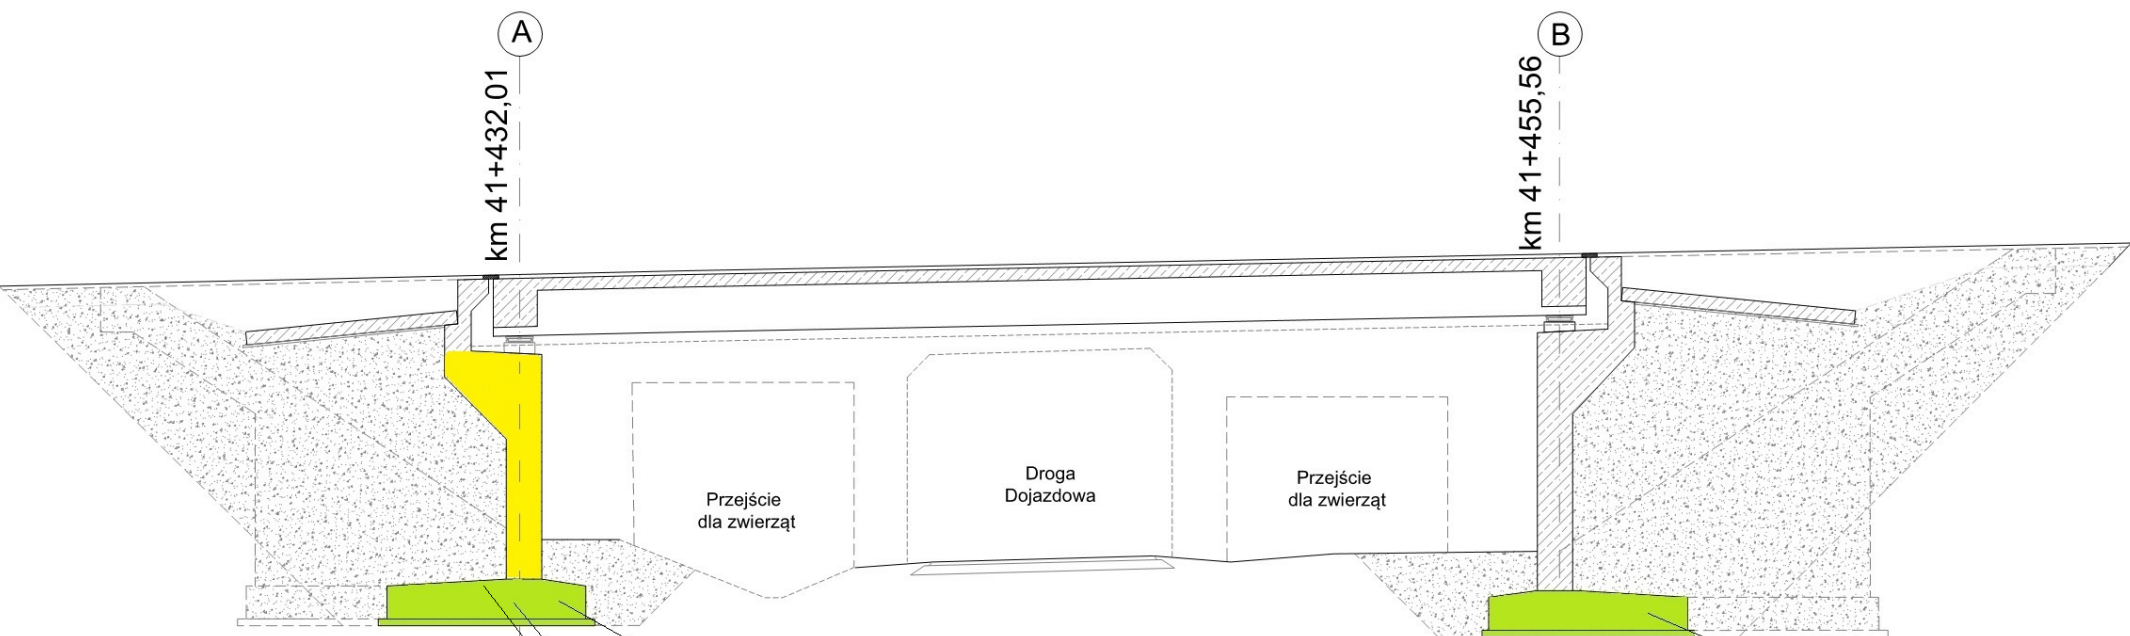 A
B
km 41+432,01
km 41+455,56
Przejście
dla zwierząt
Droga
Dojazdowa
Przejście
dla zwierząt